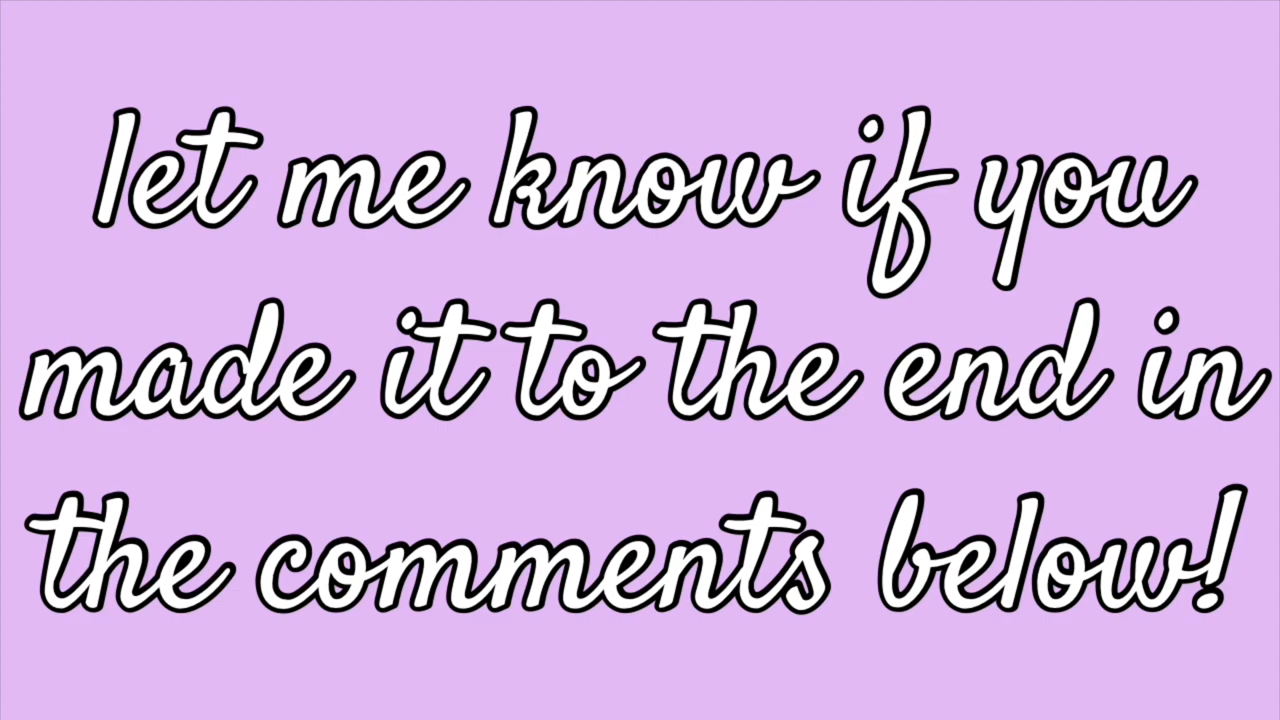 let me know if you
made it to the end in
the comments below!